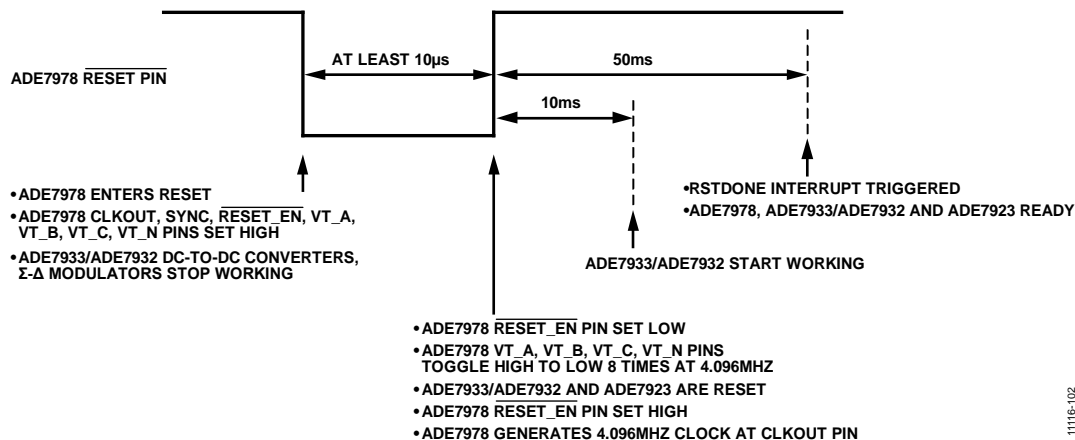 AT LEAST 10µs
50ms
ADE7978 RESET PIN
10ms
•ADE7978 ENTERS RESET
•ADE7978 CLKOUT, SYNC, RESET_EN, VT_A,
VT_B, VT_C, VT_N PINS SET HIGH
•ADE7933/ADE7932 DC-TO-DC CONVERTERS,
Σ-Δ MODULATORS STOP WORKING
•RSTDONE INTERRUPT TRIGGERED
•ADE7978, ADE7933/ADE7932 AND ADE7923 READY
ADE7933/ADE7932 START WORKING
•ADE7978 RESET_EN PIN SET LOW
•ADE7978 VT_A, VT_B, VT_C, VT_N PINS
TOGGLE HIGH TO LOW 8 TIMES AT 4.096MHZ
•ADE7933/ADE7932 AND ADE7923 ARE RESET
•ADE7978 RESET_EN PIN SET HIGH
•ADE7978 GENERATES 4.096MHZ CLOCK AT CLKOUT PIN
11116-102